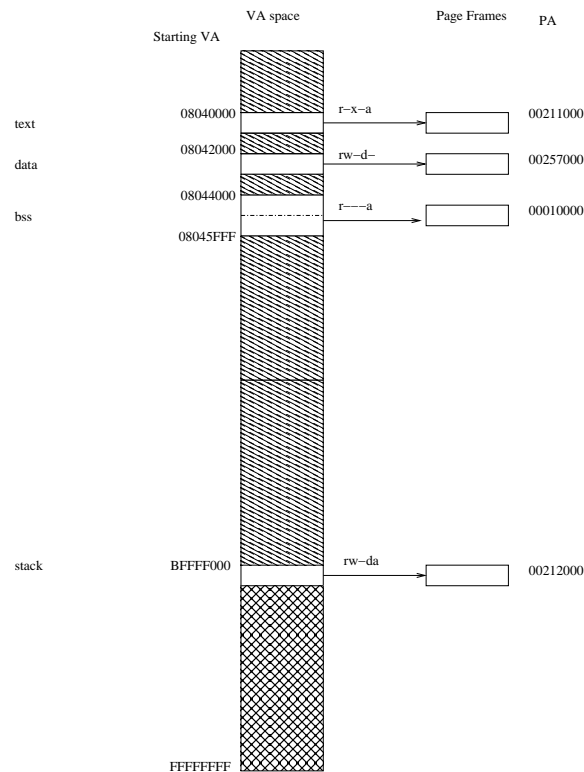 VA space
Page Frames
PA
Starting VA
text
08040000
r-x-a
00211000
08042000
data
rw-d-
00257000
08044000
bss
r---a
00010000
08045FFF
stack
BFFFF000
rw-da
00212000
FFFFFFFF